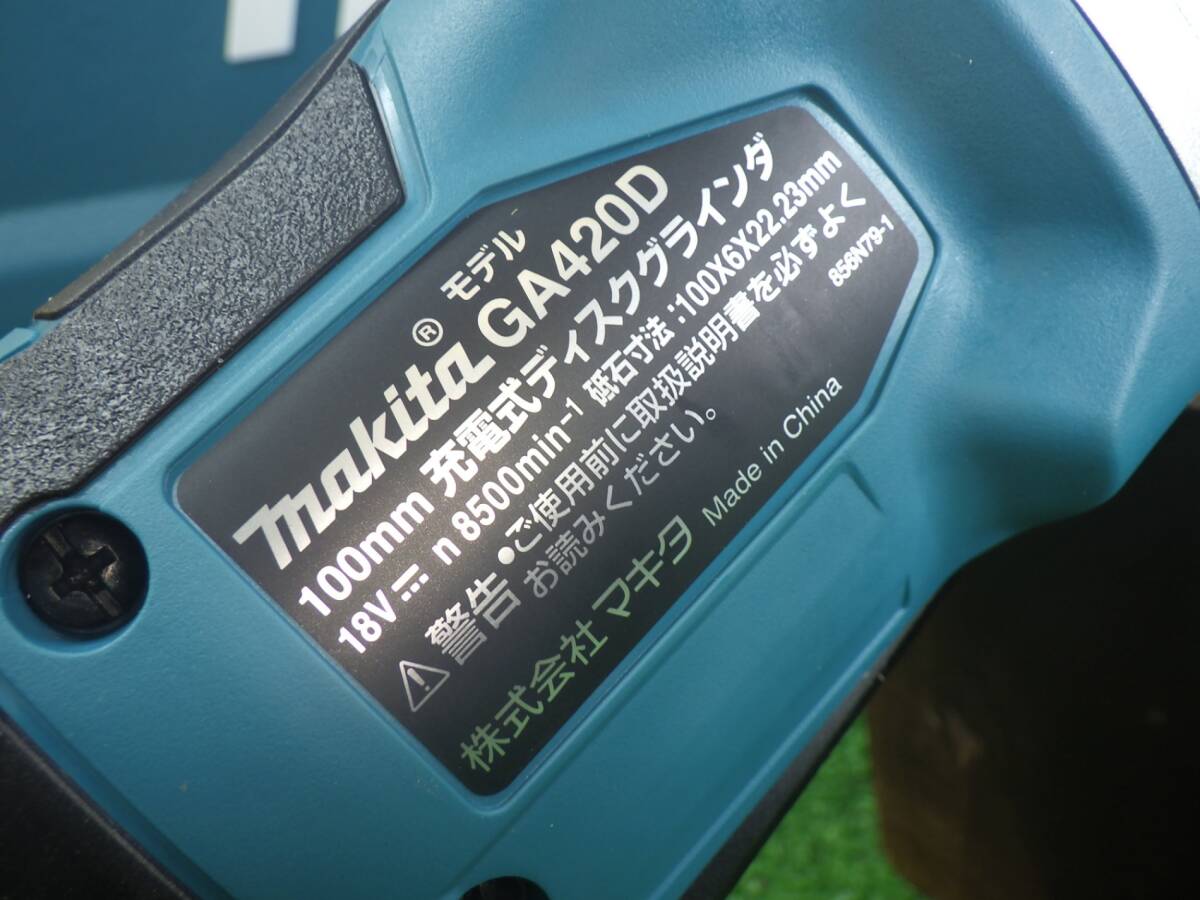 モデル
makita® GA420D
100mm 充電式ディスクグラインダ
18V⎓ n 8500min-1 砥石寸法:100X6X22.23mm
⚠警告 •ご使用前に取扱説明書を必ずよく
お読みください。
856N79-1
株式会社マキタ Made in China